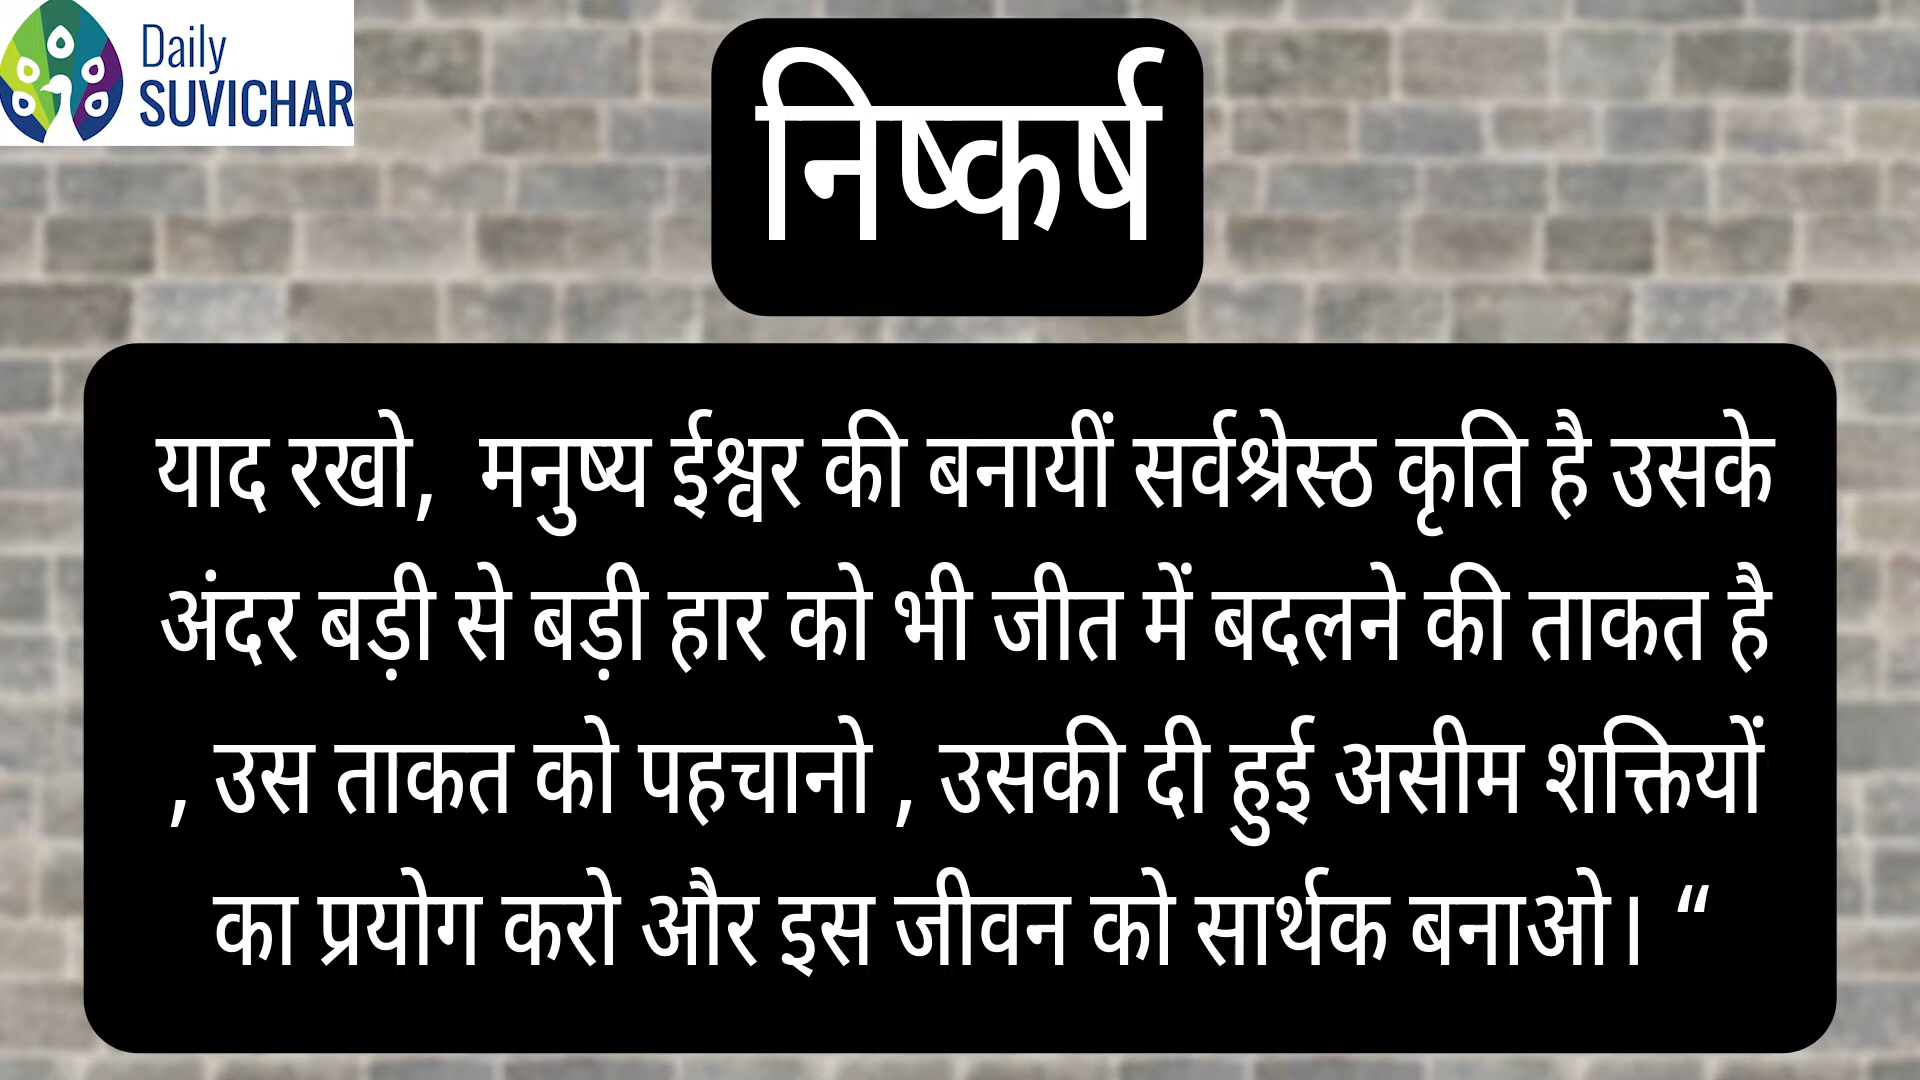 Daily
SUVICHAR
निष्कर्ष
याद रखो,  मनुष्य ईश्वर की बनायीं सर्वश्रेस्ठ कृति है उसके
अंदर बड़ी से बड़ी हार को भी जीत में बदलने की ताकत है
, उस ताकत को पहचानो , उसकी दी हुई असीम शक्तियों
का प्रयोग करो और इस जीवन को सार्थक बनाओ। “